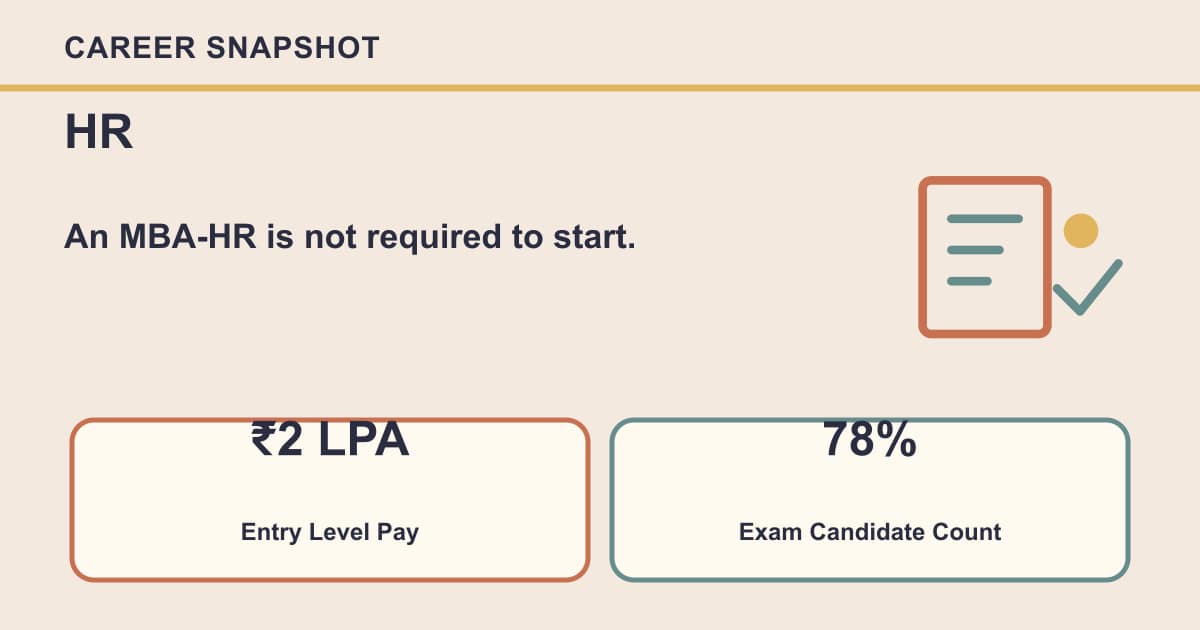 CAREER SNAPSHOT
HR
An MBA-HR is not required to start.
₹2 LPA
Entry Level Pay
78%
Exam Candidate Count